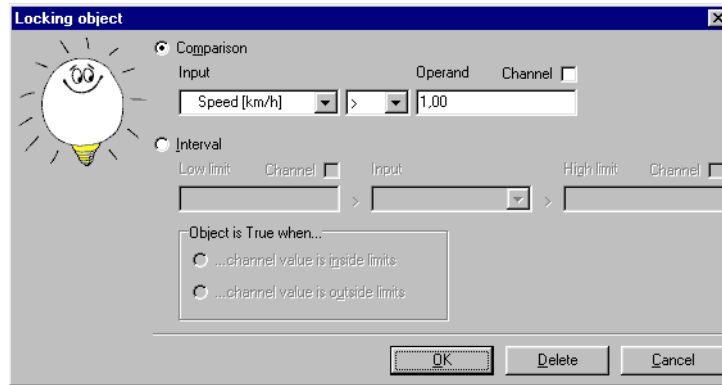 Locking object
Comparison
Input Operand Channel
Speed [km/h] > 1,00
Interval
Low limit Channel Input High limit Channel
> >
Object is True when...
...channel value is inside limits
...channel value is outside limits
OK Delete Cancel